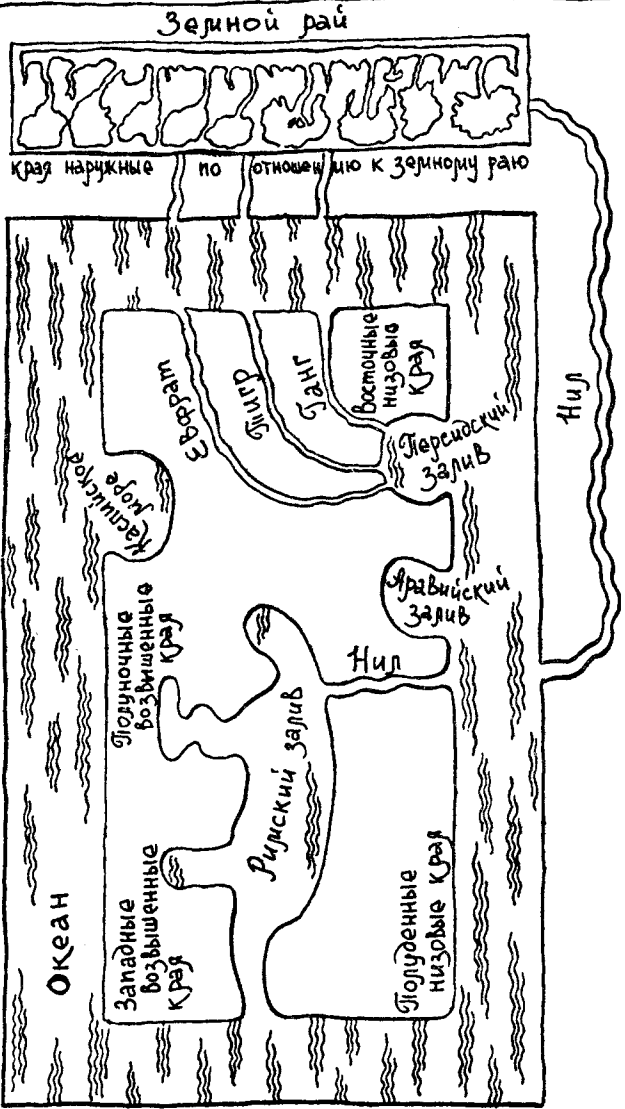 Земной рай
края наружные по отношению к земному раю
Евфрат
Тигр
Ганг
Восточные
низовые
края
Нил
Персидский
залив
Каспийское
море
Аравийский
залив
Полуночные
возвышенные
края
Нил
Римский залив
Западные
возвышенные
края
Полуденные
низовые края
Океан